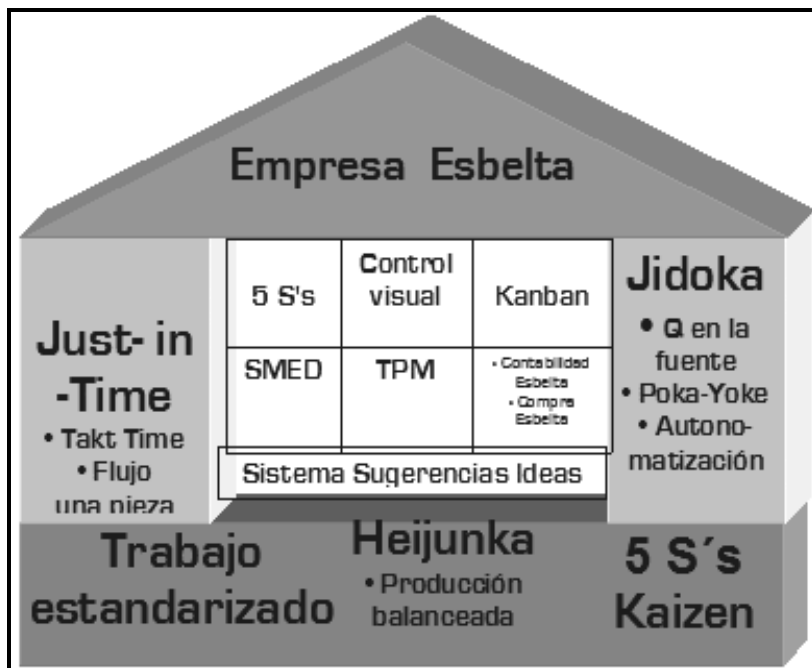 Empresa Esbelta
Just- in
-Time
• Takt Time
• Flujo
una pieza
5 S's
Control
visual
Kanban
SMED
TPM
• Contabilidad
Esbelta
• Compra
Esbelta
Sistema Sugerencias Ideas
Jidoka
• Q en la
fuente
• Poka-Yoke
• Autono-
matización
Trabajo
estandarizado
Heijunka
• Producción
balanceada
5 S´s
Kaizen